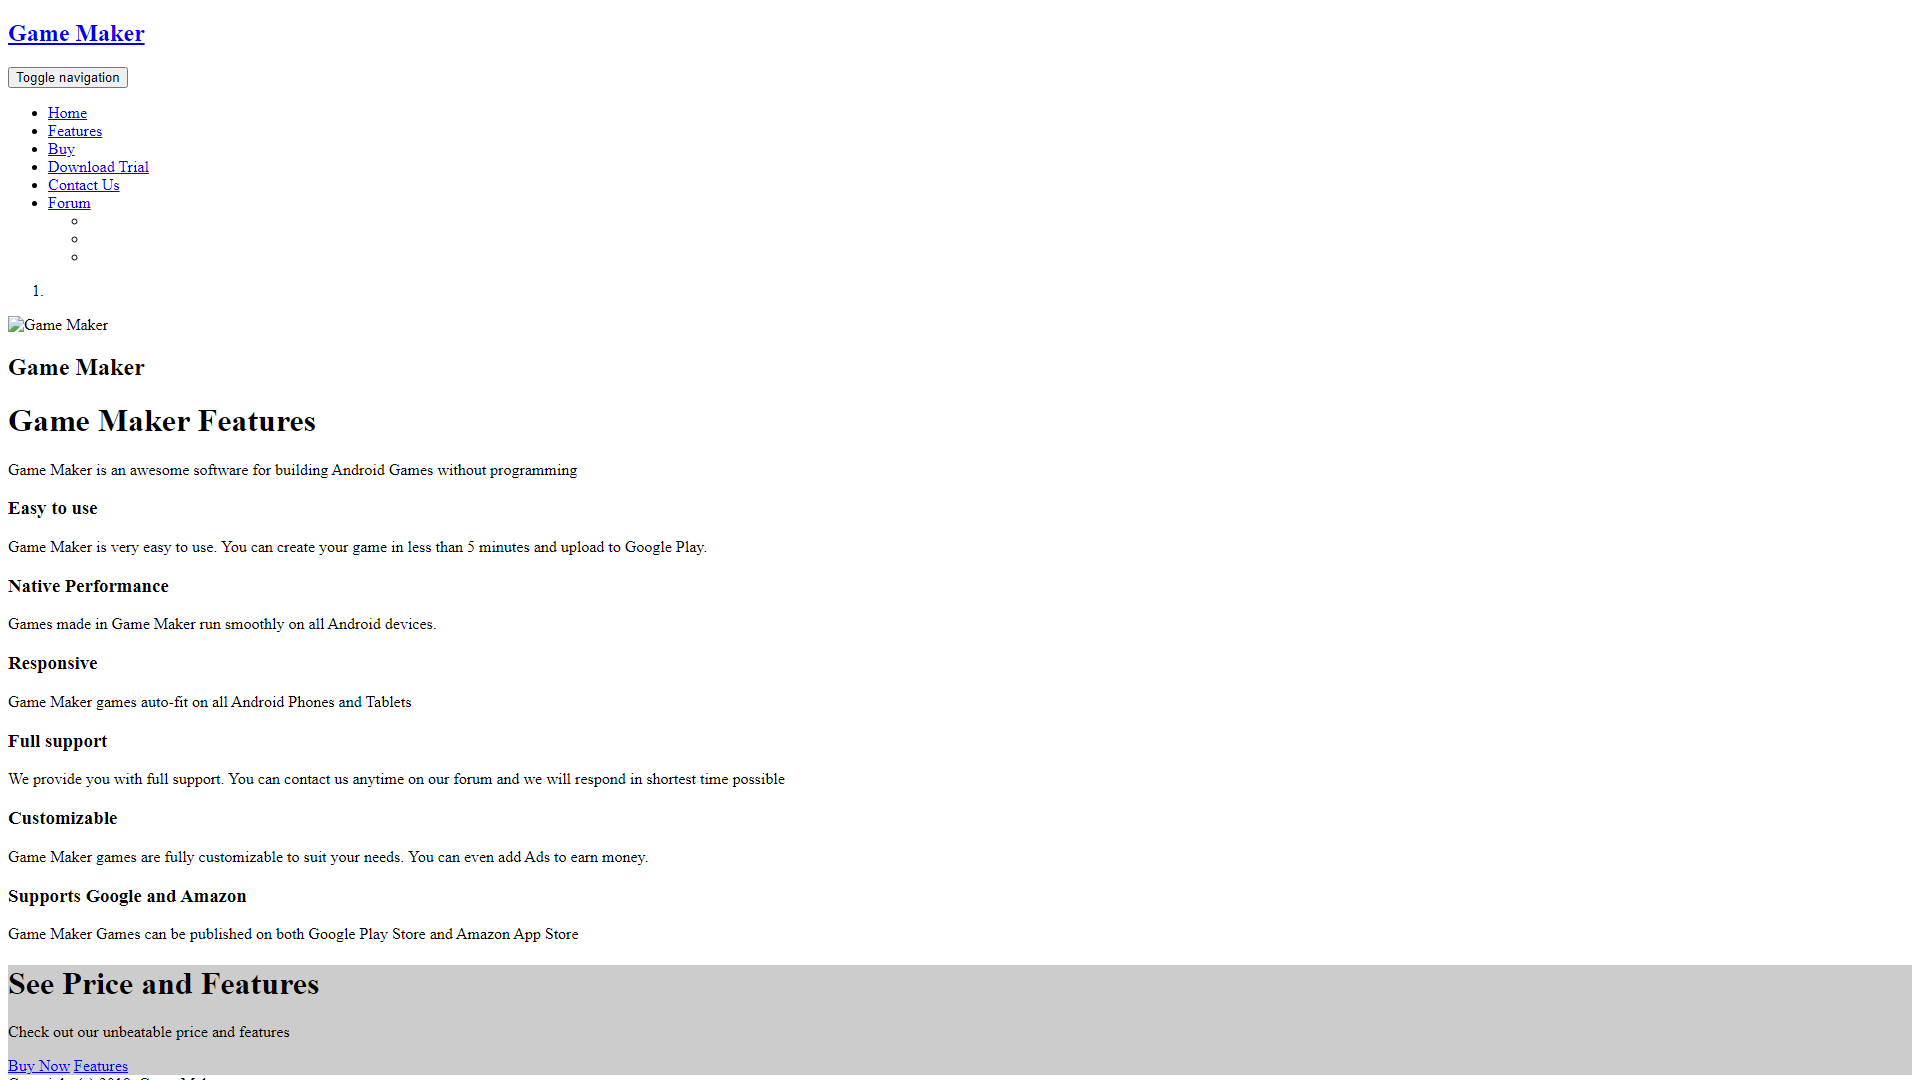 Game Maker
Toggle navigation
Home
Features
Buy
Download Trial
Contact Us
Forum
1.
Game Maker
Game Maker
Game Maker Features
Game Maker is an awesome software for building Android Games without programming
Easy to use
Game Maker is very easy to use. You can create your game in less than 5 minutes and upload to Google Play.
Native Performance
Games made in Game Maker run smoothly on all Android devices.
Responsive
Game Maker games auto-fit on all Android Phones and Tablets
Full support
We provide you with full support. You can contact us anytime on our forum and we will respond in shortest time possible
Customizable
Game Maker games are fully customizable to suit your needs. You can even add Ads to earn money.
Supports Google and Amazon
Game Maker Games can be published on both Google Play Store and Amazon App Store
See Price and Features
Check out our unbeatable price and features
Buy Now Features